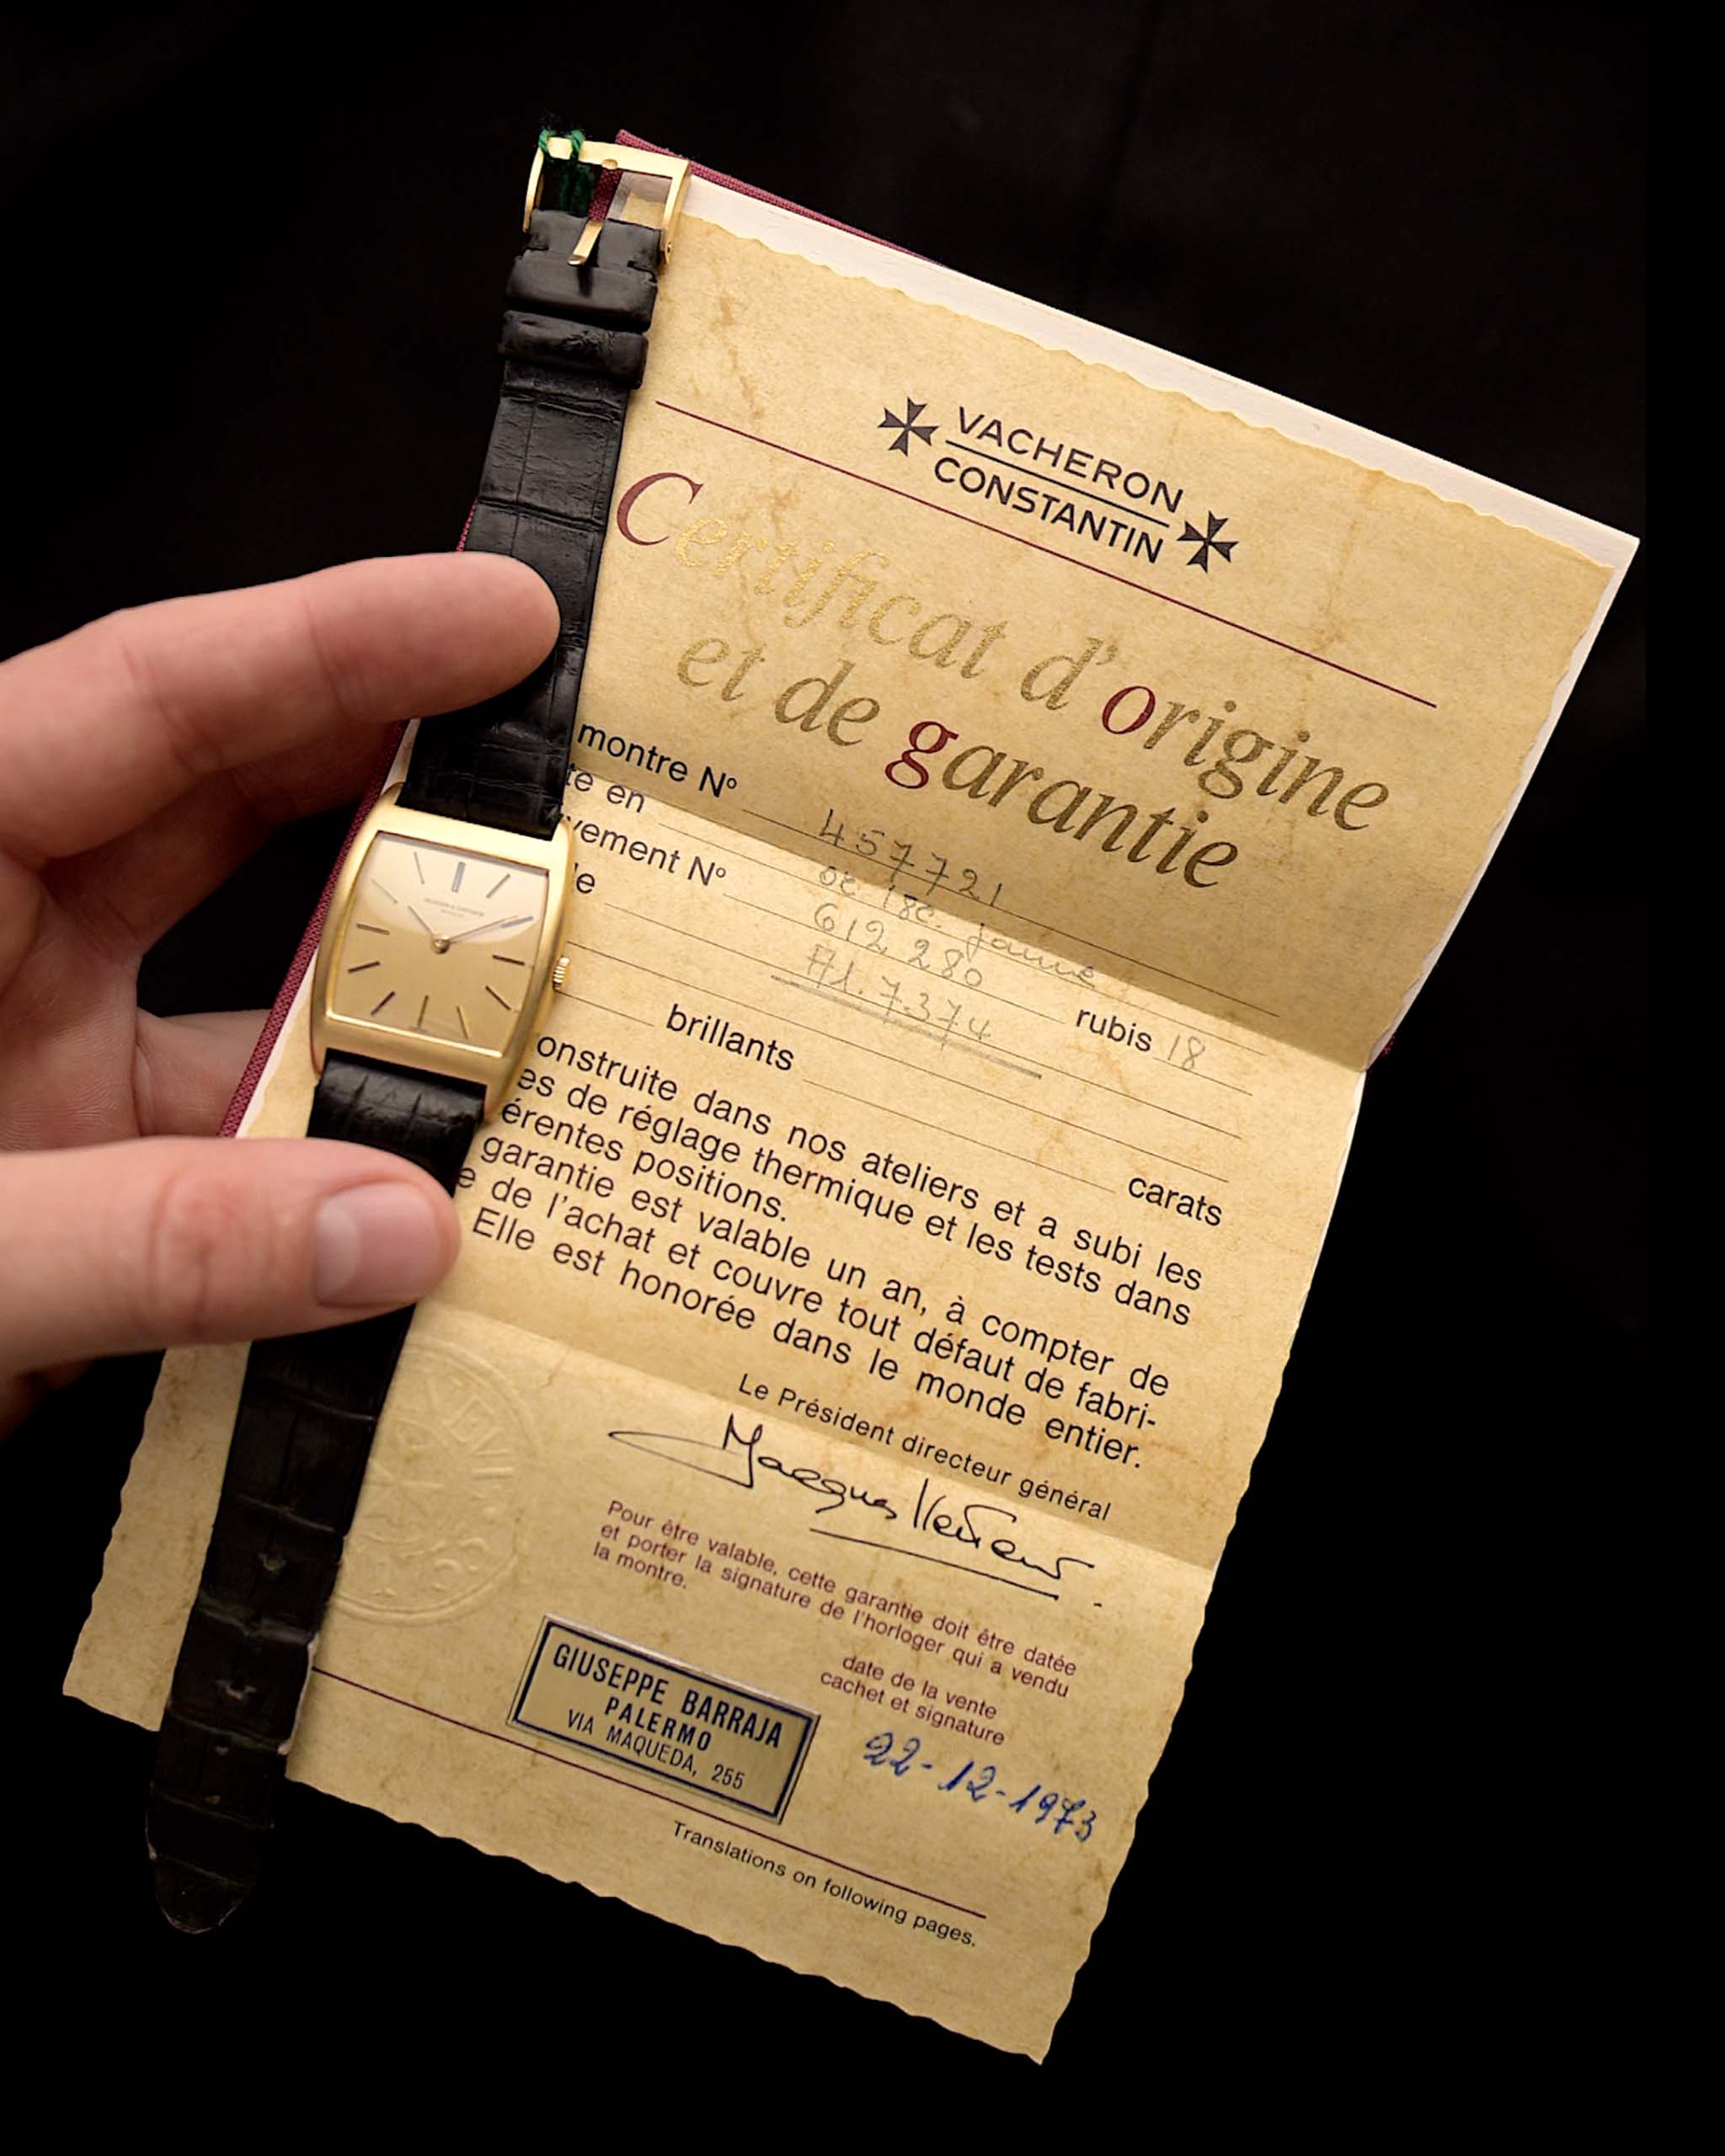 VACHERON
CONSTANTIN
Certificat d'origine
et de garantie
montre Nº 457721
te en or 18c. jaune
vement Nº 612.280 rubis 18
le 71.7374
brillants carats
onstruite dans nos ateliers et a subi les
es de réglage thermique et les tests dans
érentes positions.
garantie est valable un an, à compter de
e de l'achat et couvre tout défaut de fabri-
Elle est honorée dans le monde entier.
Le Président directeur général
Pour être valable, cette garantie doit être datée
et porter la signature de l'horloger qui a vendu
la montre.
date de la vente
cachet et signature
GIUSEPPE BARRAJA
PALERMO
VIA MAQUEDA, 255
22-12-1973
Translations on following pages.